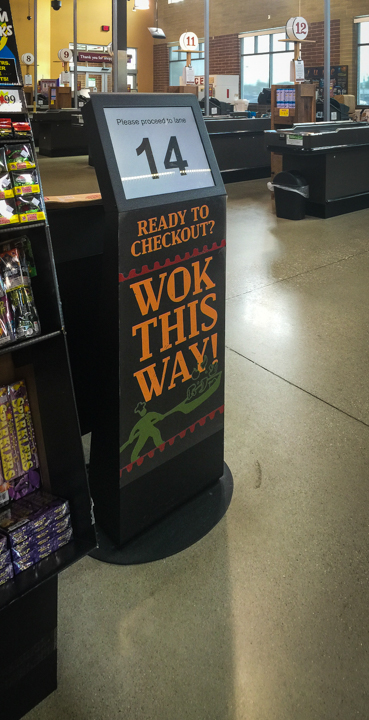 8
9
11
12
Please proceed to lane
14
READY TO
CHECKOUT?
WOK
THIS
WAY!